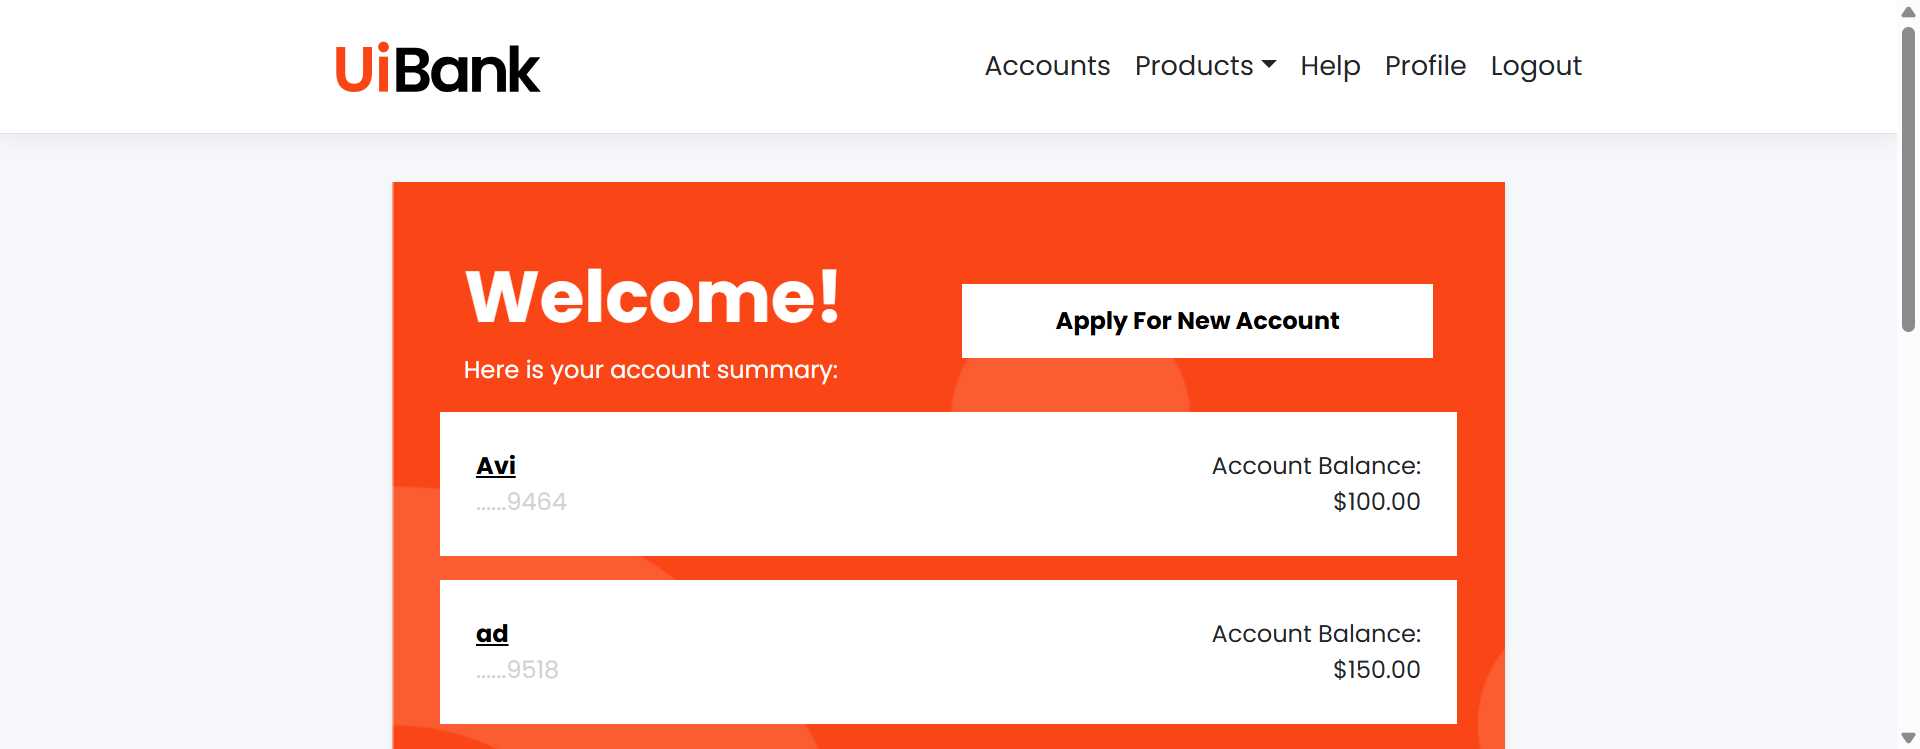 UiBank
Accounts Products Help Profile Logout
Welcome!
Apply For New Account
Here is your account summary:
Avi
Account Balance:
......9464
$100.00
ad
Account Balance:
......9518
$150.00